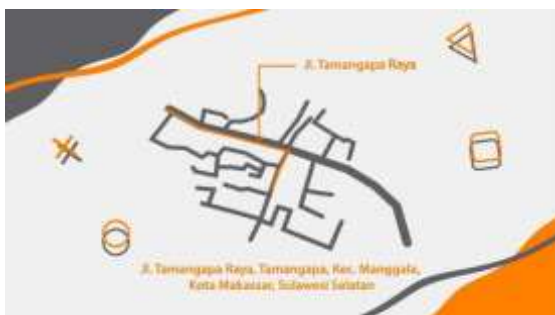 Jl. Tamangapa Raya
Jl. Tamangapa Raya, Tamangapa, Kec. Manggala,
Kota Makassar, Sulawesi Selatan